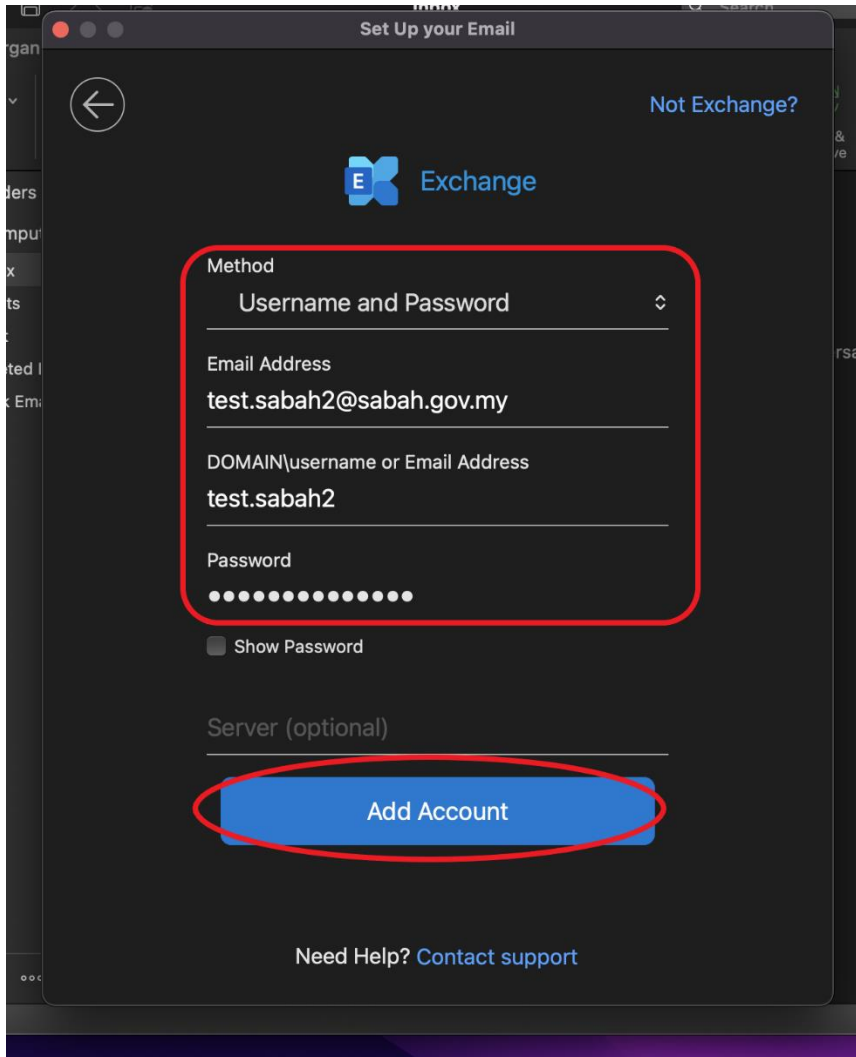 Set Up your Email
Search
Not Exchange?
E Exchange
Method
Username and Password
Email Address
test.sabah2@sabah.gov.my
DOMAIN\username or Email Address
test.sabah2
Password
Show Password
Server (optional)
Add Account
Need Help? Contact support